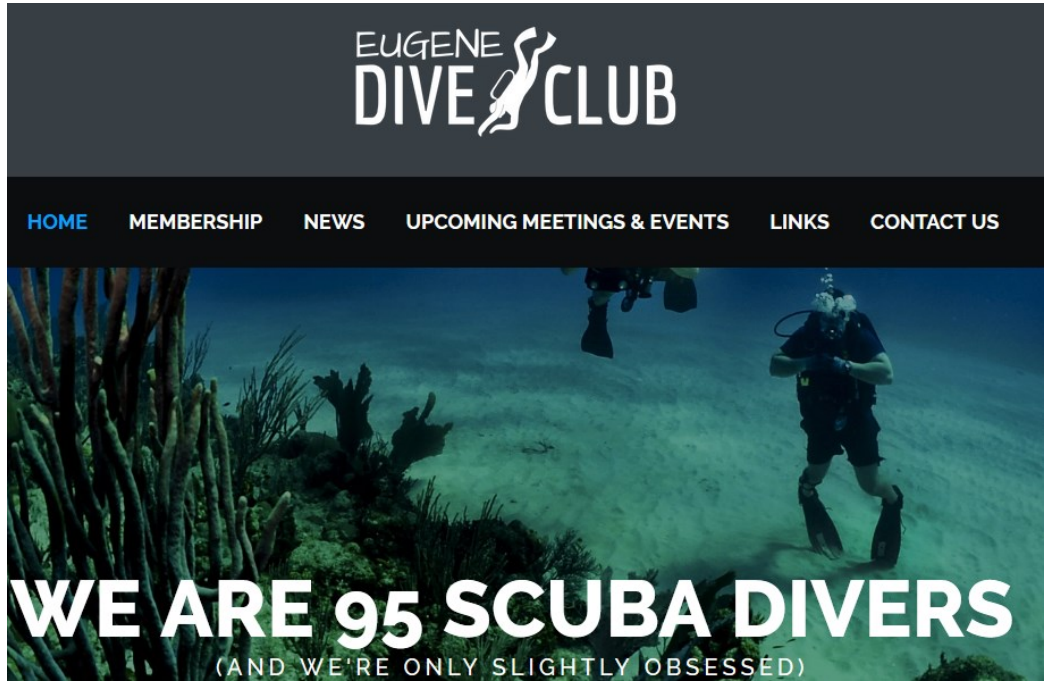 EUGENE
DIVE CLUB
HOME MEMBERSHIP NEWS UPCOMING MEETINGS & EVENTS LINKS CONTACT US
WE ARE 95 SCUBA DIVERS
(AND WE'RE ONLY SLIGHTLY OBSESSED)